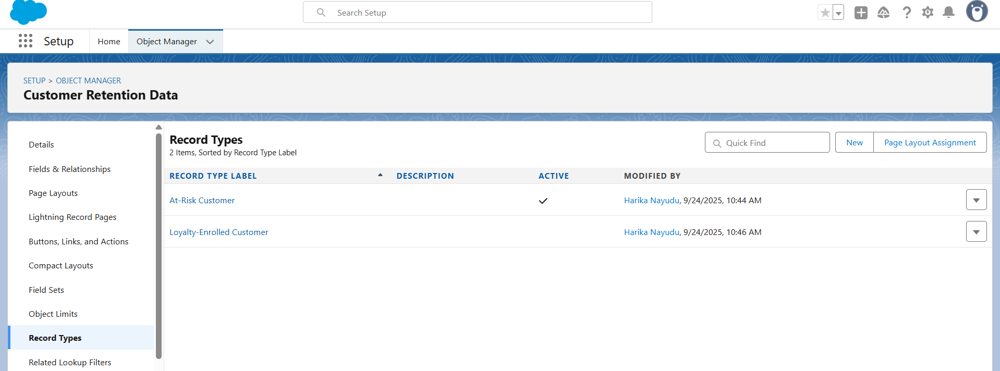 Search Setup
Setup
Home
Object Manager
SETUP > OBJECT MANAGER
Customer Retention Data
Details
Fields & Relationships
Page Layouts
Lightning Record Pages
Buttons, Links, and Actions
Compact Layouts
Field Sets
Object Limits
Record Types
Related Lookup Filters
Record Types
2 Items, Sorted by Record Type Label
Quick Find
New
Page Layout Assignment
RECORD TYPE LABEL DESCRIPTION ACTIVE MODIFIED BY
At-Risk Customer Harika Nayudu, 9/24/2025, 10:44 AM
Loyalty-Enrolled Customer Harika Nayudu, 9/24/2025, 10:46 AM